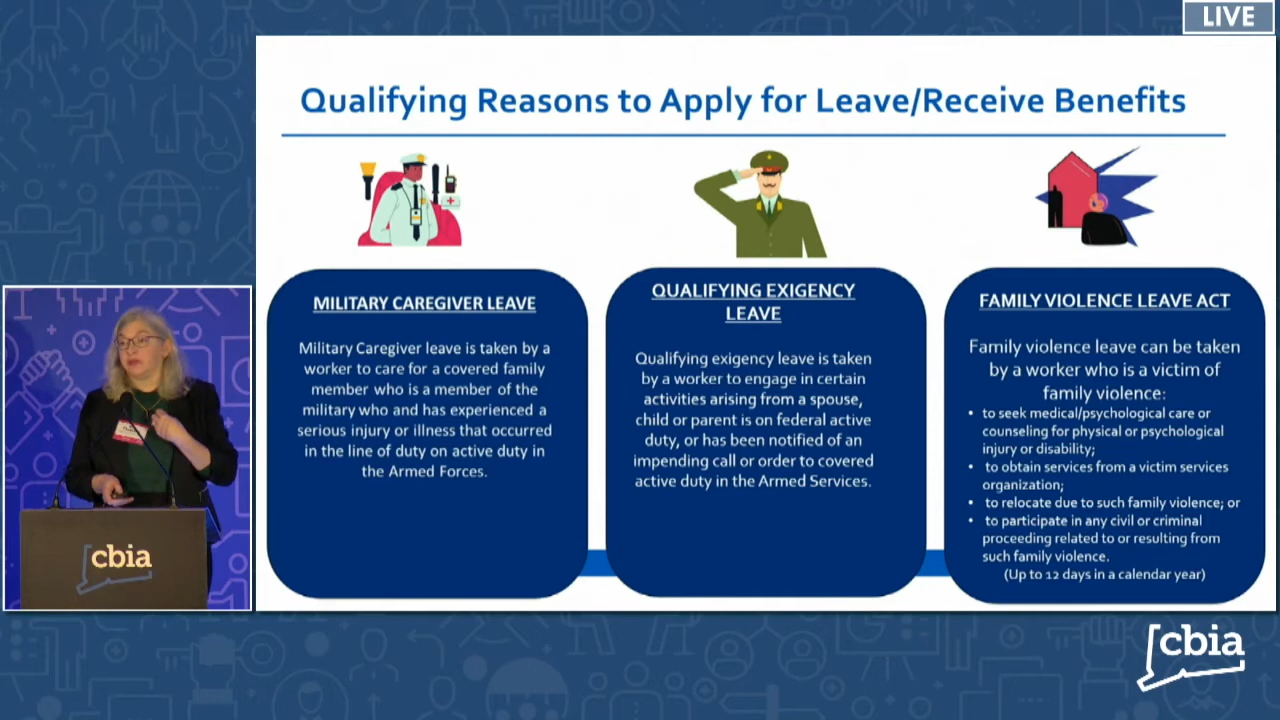 LIVE
Qualifying Reasons to Apply for Leave/Receive Benefits
MILITARY CAREGIVER LEAVE
Military Caregiver leave is taken by a
worker to care for a covered family
member who is a member of the
military who and has experienced a
serious injury or illness that occurred
in the line of duty on active duty in
the Armed Forces.
QUALIFYING EXIGENCY
LEAVE
Qualifying exigency leave is taken
by a worker to engage in certain
activities arising from a spouse,
child or parent is on federal active
duty, or has been notified of an
impending call or order to covered
active duty in the Armed Services.
FAMILY VIOLENCE LEAVE ACT
Family violence leave can be taken
by a worker who is a victim of
family violence:
• to seek medical/psychological care or
counseling for physical or psychological
injury or disability;
• to obtain services from a victim services
organization;
• to relocate due to such family violence; or
• to participate in any civil or criminal
proceeding related to or resulting from
such family violence.
(Up to 12 days in a calendar year)
cbia
cbia